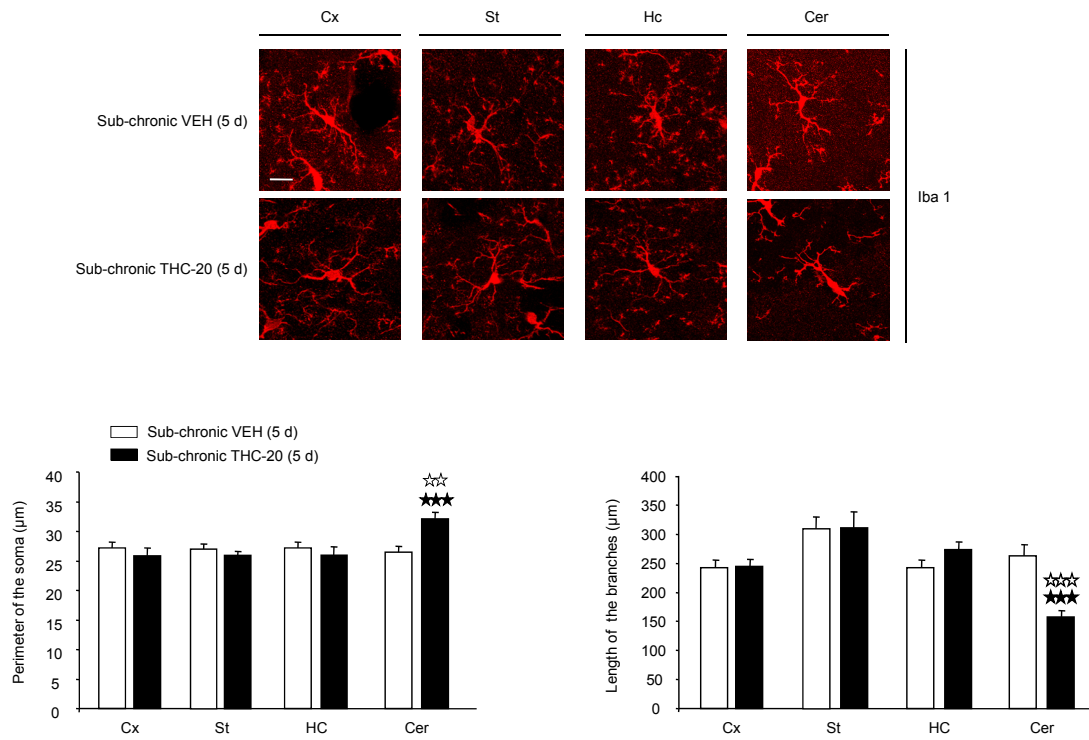 Cx St Hc Cer
Sub-chronic VEH (5 d)
Iba 1
Sub-chronic THC-20 (5 d)
Sub-chronic VEH (5 d)
Sub-chronic THC-20 (5 d)
Perimeter of the soma (µm)
40
35
30
25
20
15
10
5
0
Cx St HC Cer
Length of the branches (µm)
400
350
300
250
200
150
100
50
0
Cx St HC Cer